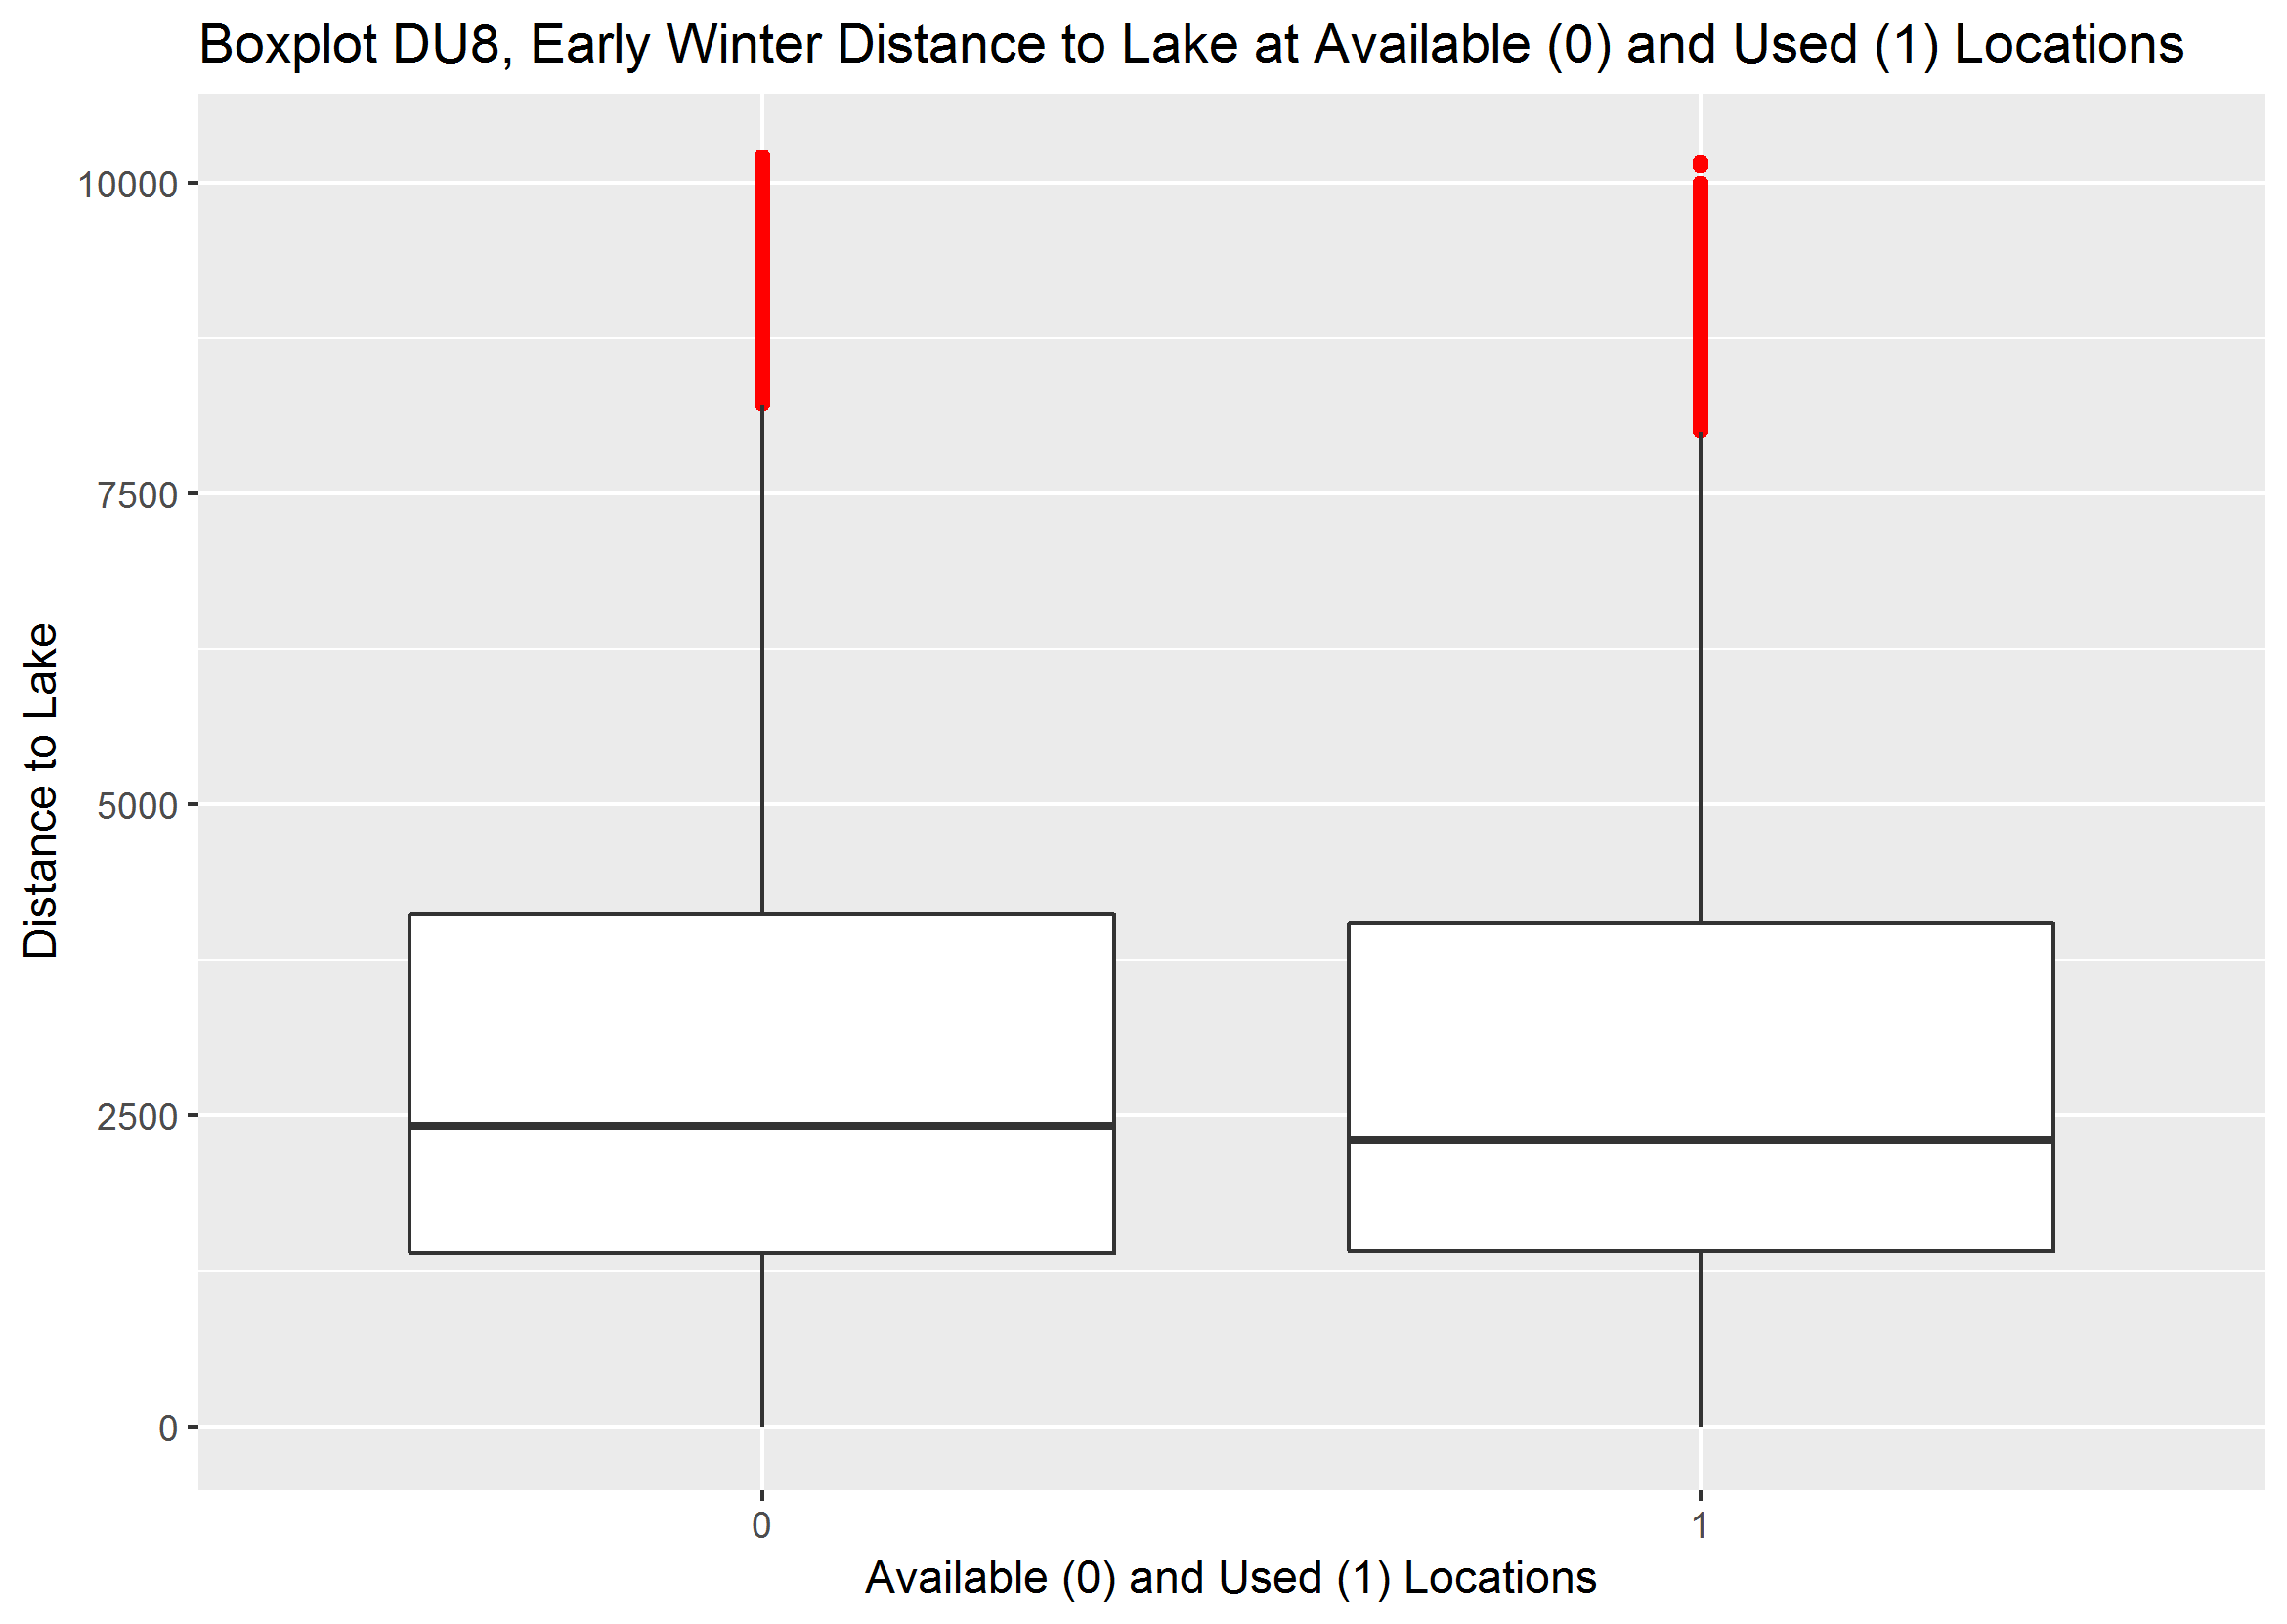 Boxplot DU8, Early Winter Distance to Lake at Available (0) and Used (1) Locations
Distance to Lake
10000
7500
5000
2500
0
0
1
Available (0) and Used (1) Locations